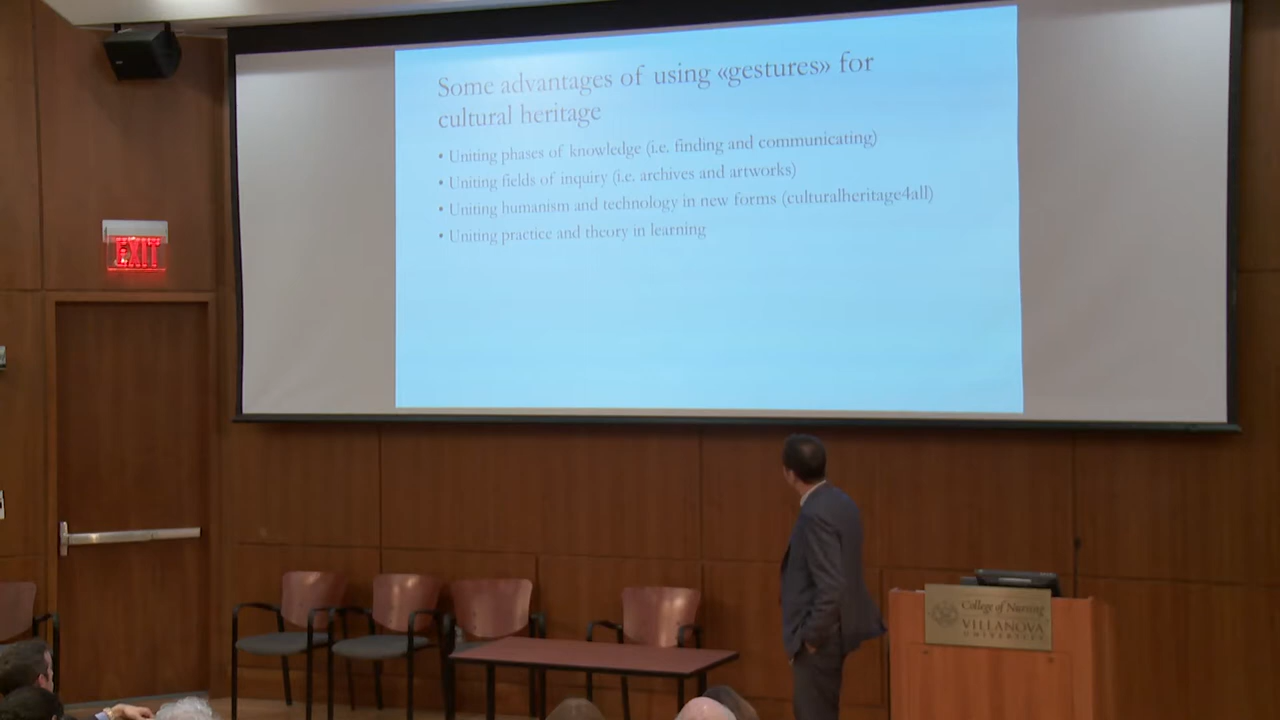 Some advantages of using «gestures» for
cultural heritage
• Uniting phases of knowledge (i.e. finding and communicating)
• Uniting fields of inquiry (i.e. archives and artworks)
• Uniting humanism and technology in new forms (culturalheritage4all)
• Uniting practice and theory in learning
EXIT
College of Nursing
VILLANOVA
UNIVERSITY